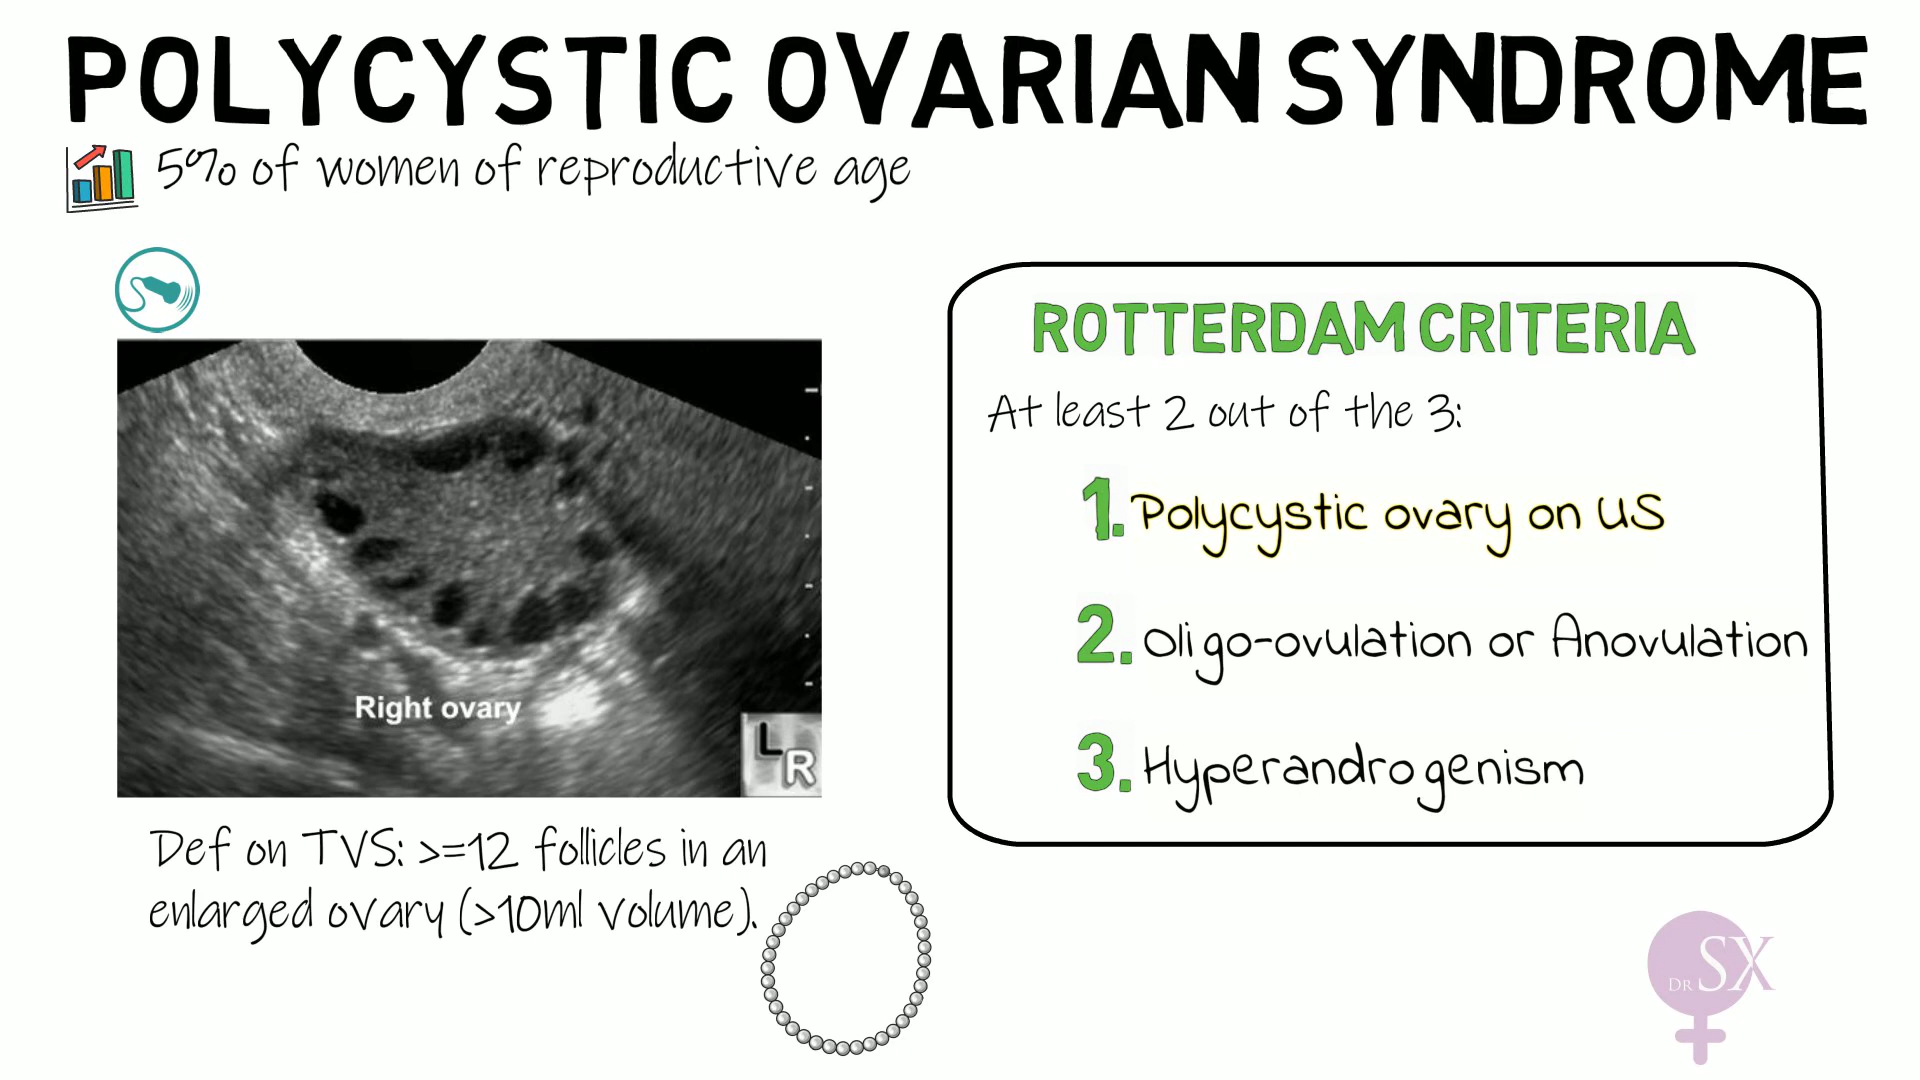 POLYCYSTIC OVARIAN SYNDROME
5% of women of reproductive age
Right ovary
L
R
Def on TVS: >=12 follicles in an
enlarged ovary (>10ml volume).
ROTTERDAM CRITERIA
At least 2 out of the 3:
1. Polycystic ovary on US
2. Oligo-ovulation or Anovulation
3. Hyperandrogenism
DR SX